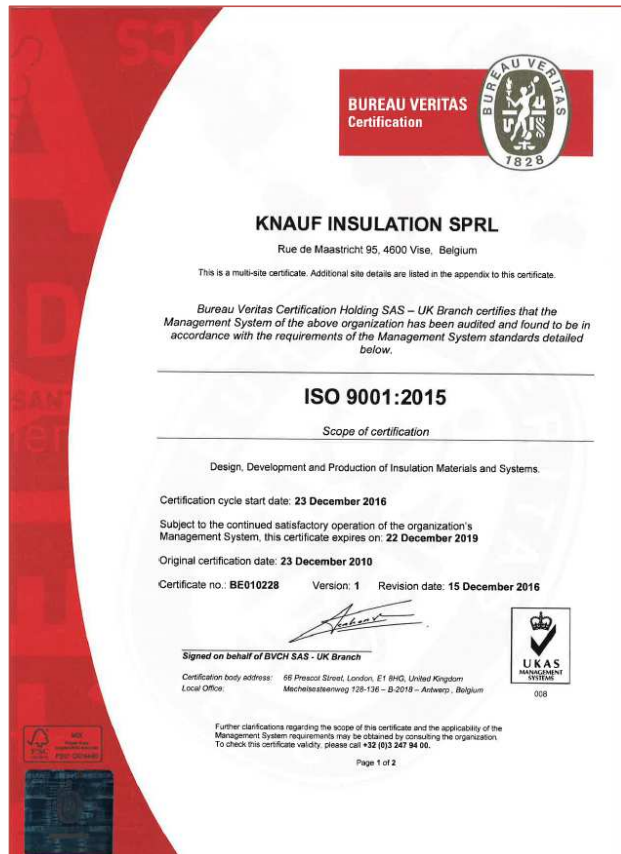 BUREAU VERITAS
Certification
BUREAU VERITAS
1828
KNAUF INSULATION SPRL
Rue de Maastricht 95, 4600 Vise, Belgium
This is a multi-site certificate. Additional site details are listed in the appendix to this certificate.
Bureau Veritas Certification Holding SAS – UK Branch certifies that the
Management System of the above organization has been audited and found to be in
accordance with the requirements of the Management System standards detailed
below.
ISO 9001:2015
Scope of certification
Design, Development and Production of Insulation Materials and Systems.
Certification cycle start date: 23 December 2016
Subject to the continued satisfactory operation of the organization's
Management System, this certificate expires on: 22 December 2019
Original certification date: 23 December 2010
Certificate no.: BE010228 Version: 1 Revision date: 15 December 2016
Signed on behalf of BVCH SAS - UK Branch
Certification body address: 66 Prescot Street, London, E1 8HG, United Kingdom
Local Office: Mechelsesteenweg 128-136 – B-2018 – Antwerp , Belgium
UKAS
MANAGEMENT
SYSTEMS
008
Further clarifications regarding the scope of this certificate and the applicability of the
Management System requirements may be obtained by consulting the organization.
To check this certificate validity, please call +32 (0)3 247 94 00.
Page 1 of 2
FSC
MIX